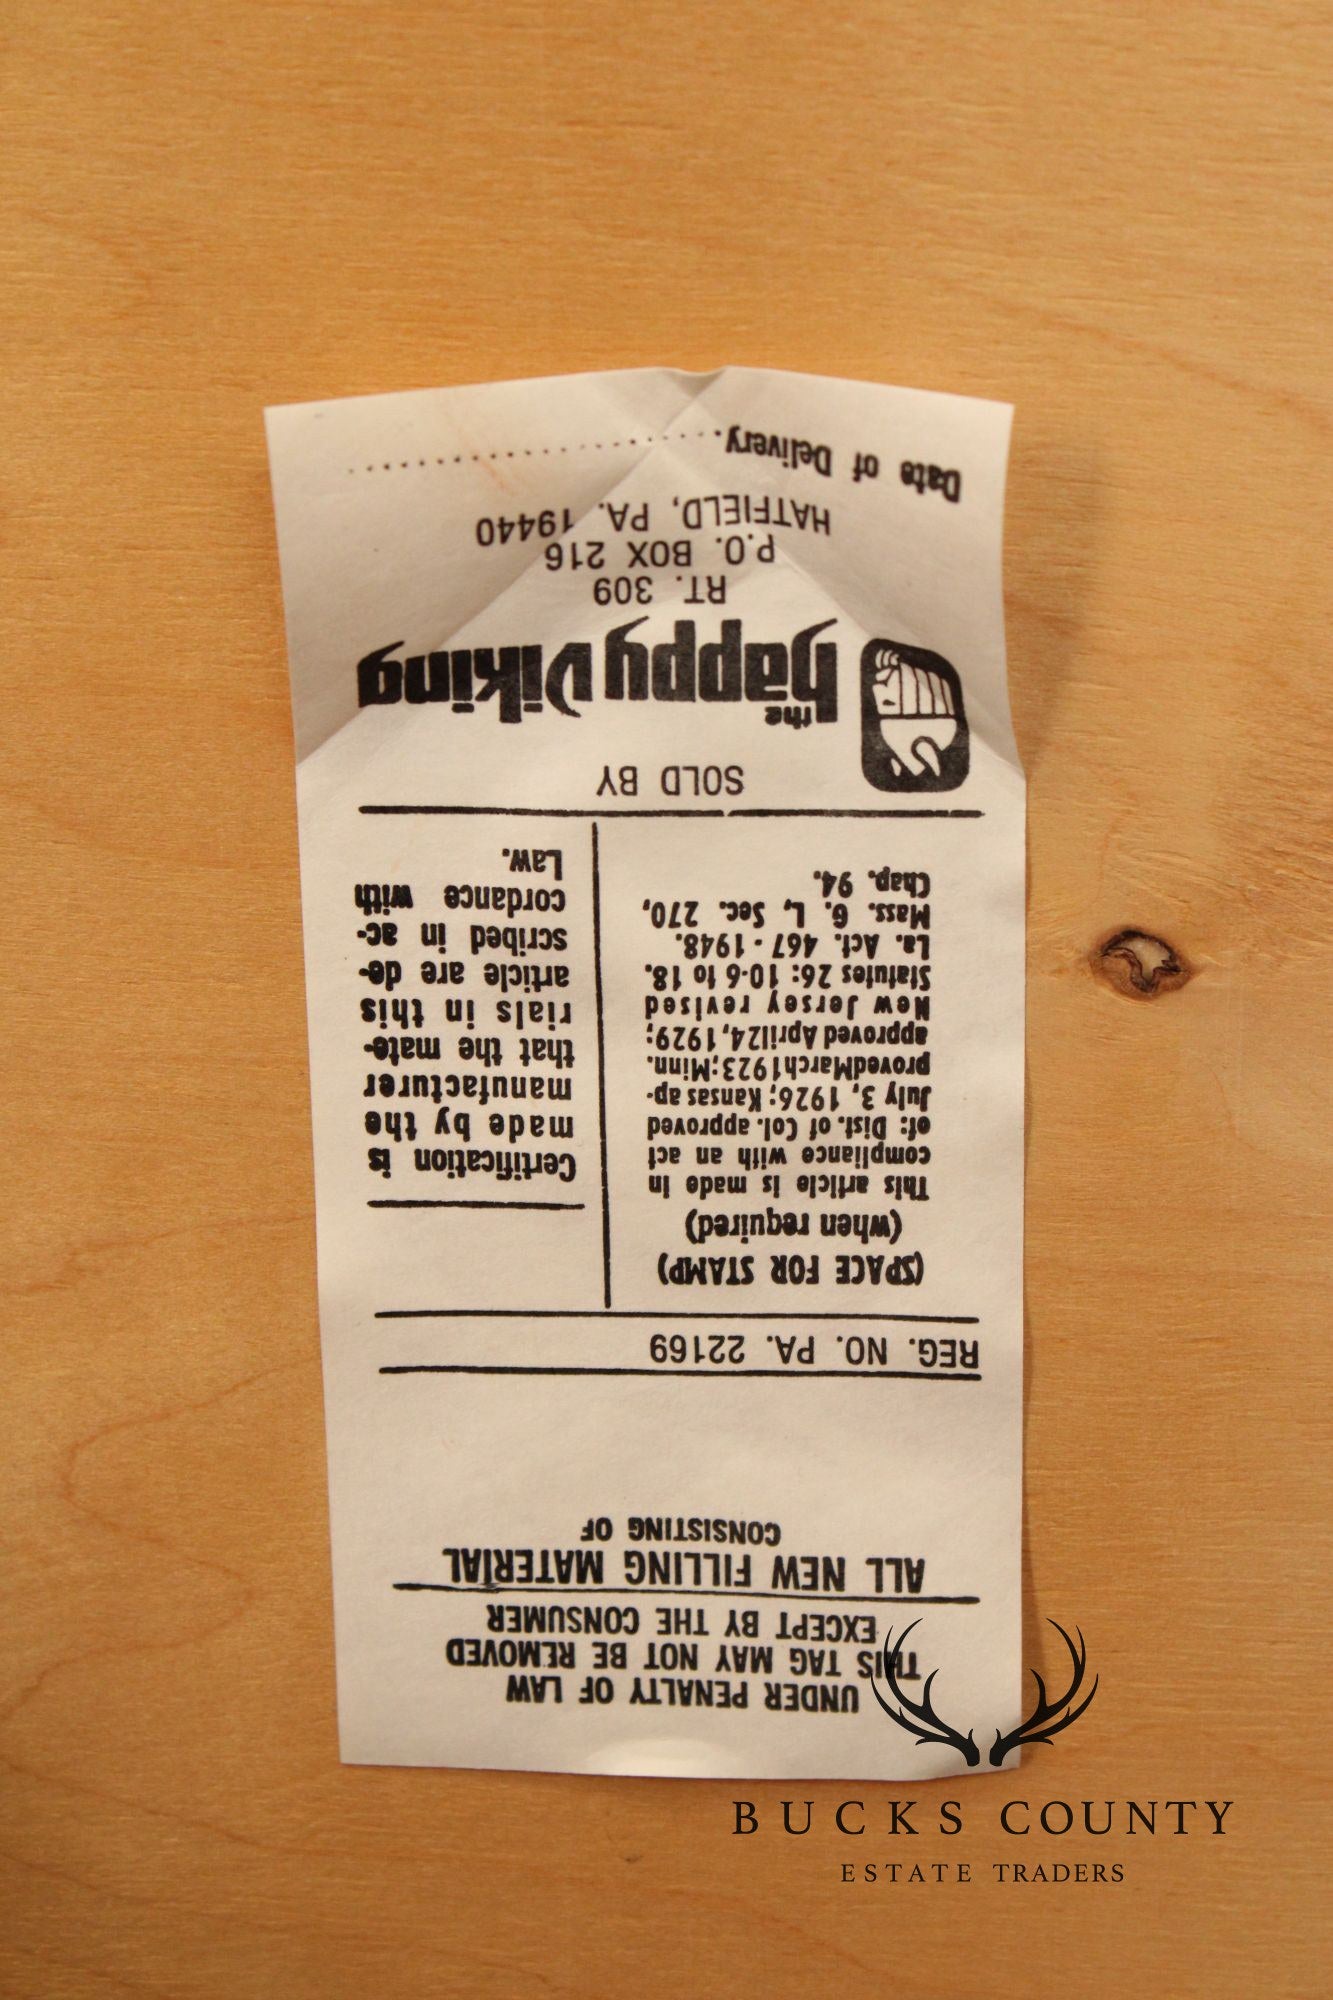 UNDER PENALTY OF LAW
THIS TAG MAY NOT BE REMOVED
EXCEPT BY THE CONSUMER
ALL NEW FILLING MATERIAL
CONSISTING OF
REG. NO. PA. 22169
(SPACE FOR STAMP)
(when required)
This article is made in
compliance with an act
of: Dist. of Col. approved
July 3, 1926; Kansas ap-
provedMarch1923;Minn.
approved April24,1929;
New Jersey revised
Statutes 26: 10-6 to 18.
La. Act. 467 - 1948.
Mass. G. L, Sec. 270,
Chap. 94.
Certification is
made by the
manufacturer
that the mate-
rials in this
article are de-
scribed in ac-
cordance with
Law.
SOLD BY
the
happy Viking
RT. 309
P.O. BOX 216
HATFIELD, PA. 19440
Date of Delivery..........................
BUCKS COUNTY
ESTATE TRADERS